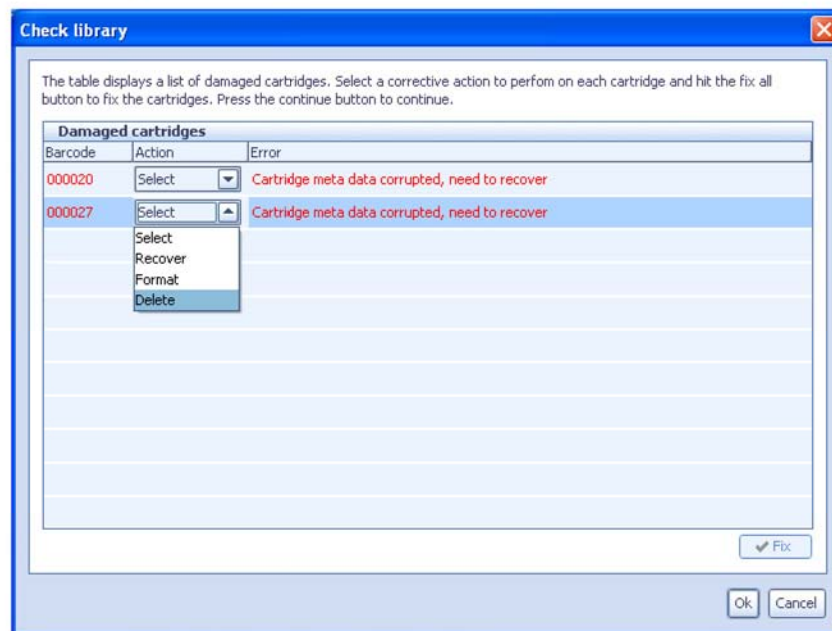 Check library
The table displays a list of damaged cartridges. Select a corrective action to perfom on each cartridge and hit the fix all
button to fix the cartridges. Press the continue button to continue.
Damaged cartridges
Barcode Action Error
000020 Select Cartridge meta data corrupted, need to recover
000027 Select Cartridge meta data corrupted, need to recover
Select
Recover
Format
Delete
Fix
Ok Cancel